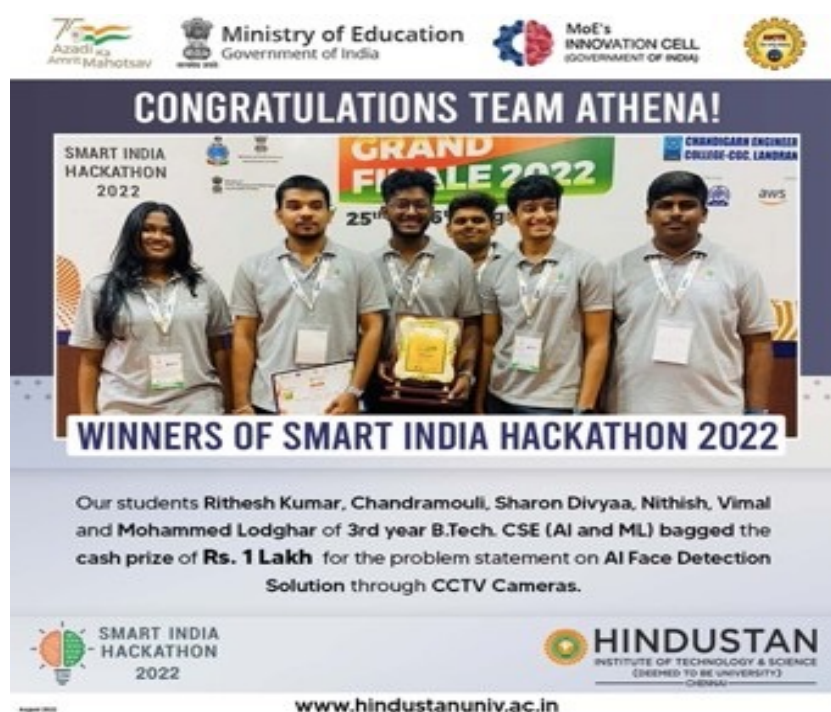 Azadi Ka
Amrit Mahotsav
Ministry of Education
Government of India
MoE's
INNOVATION CELL
(GOVERNMENT OF INDIA)
CONGRATULATIONS TEAM ATHENA!
SMART INDIA
HACKATHON
2022
GRAND
FINALE 2022
CHANDIGARH ENGINEER
COLLEGE-CGC, LANDRAN
25th
aws
WINNERS OF SMART INDIA HACKATHON 2022
Our students Rithesh Kumar, Chandramouli, Sharon Divyaa, Nithish, Vimal
and Mohammed Lodghar of 3rd year B.Tech. CSE (AI and ML) bagged the
cash prize of Rs. 1 Lakh for the problem statement on AI Face Detection
Solution through CCTV Cameras.
SMART INDIA
HACKATHON
2022
HINDUSTAN
INSTITUTE OF TECHNOLOGY & SCIENCE
(DEEMED TO BE UNIVERSITY)
CHENNAI
August 2022
www.hindustanuniv.ac.in